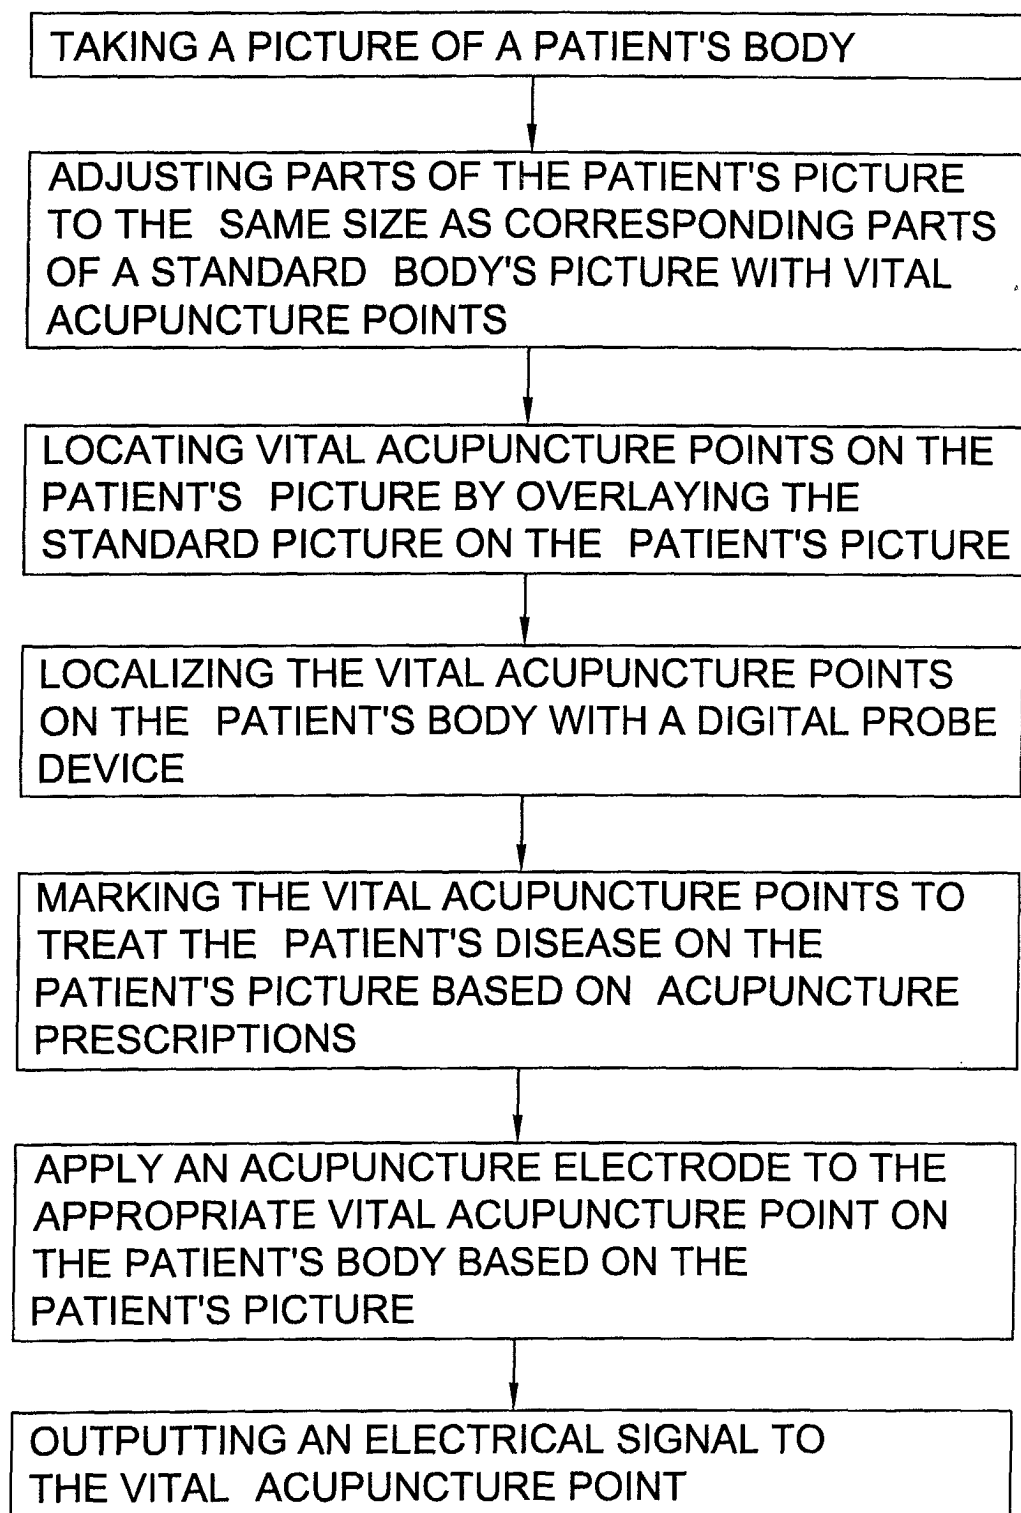 TAKING A PICTURE OF A PATIENT'S BODY
ADJUSTING PARTS OF THE PATIENT'S PICTURE
TO THE SAME SIZE AS CORRESPONDING PARTS
OF A STANDARD BODY'S PICTURE WITH VITAL
ACUPUNCTURE POINTS
LOCATING VITAL ACUPUNCTURE POINTS ON THE
PATIENT'S PICTURE BY OVERLAYING THE
STANDARD PICTURE ON THE PATIENT'S PICTURE
LOCALIZING THE VITAL ACUPUNCTURE POINTS
ON THE PATIENT'S BODY WITH A DIGITAL PROBE
DEVICE
MARKING THE VITAL ACUPUNCTURE POINTS TO
TREAT THE PATIENT'S DISEASE ON THE
PATIENT'S PICTURE BASED ON ACUPUNCTURE
PRESCRIPTIONS
APPLY AN ACUPUNCTURE ELECTRODE TO THE
APPROPRIATE VITAL ACUPUNCTURE POINT ON
THE PATIENT'S BODY BASED ON THE
PATIENT'S PICTURE
OUTPUTTING AN ELECTRICAL SIGNAL TO
THE VITAL ACUPUNCTURE POINT